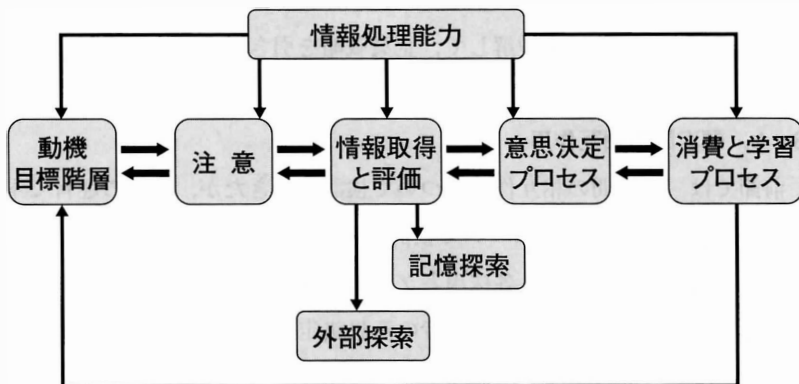 情報処理能力
動機
目標階層
注 意
情報取得
と評価
意思決定
プロセス
消費と学習
プロセス
記憶探索
外部探索